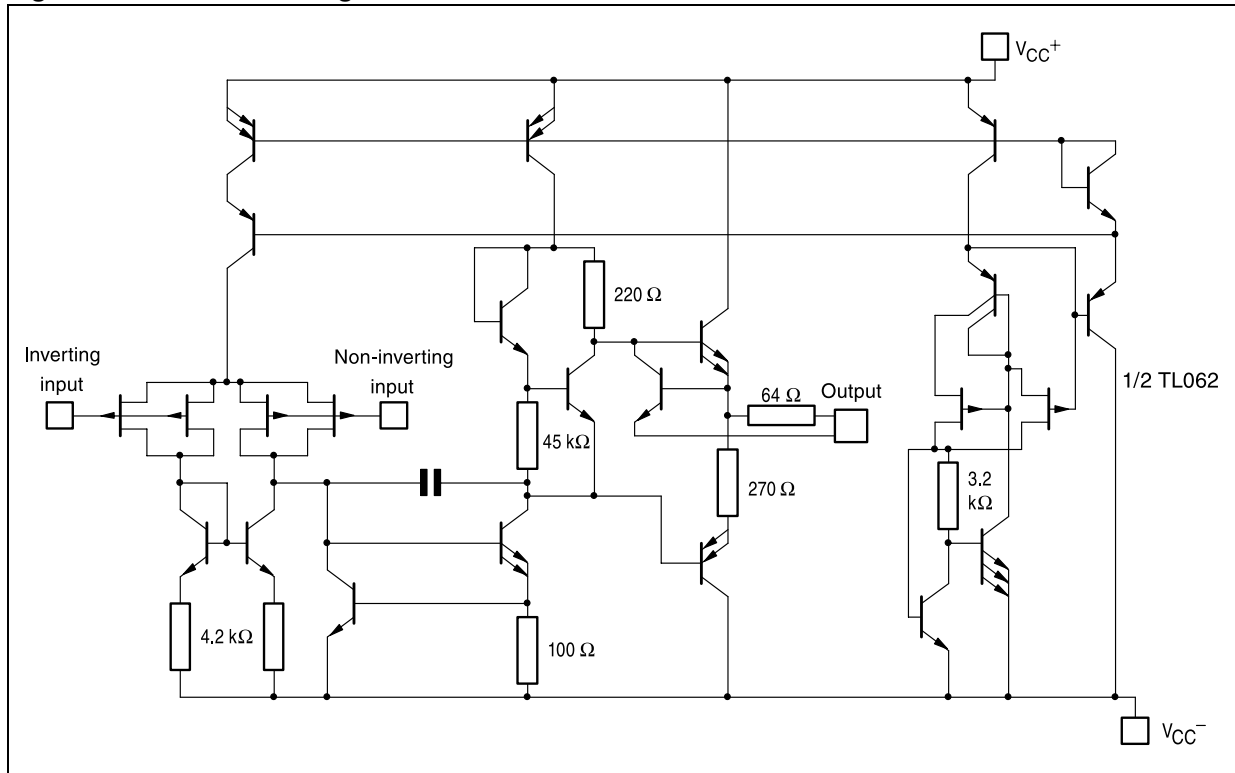 VCC+
220 Ω
Inverting
input
Non-inverting
input
1/2 TL062
64 Ω
Output
45 kΩ
270 Ω
3.2
kΩ
4.2 kΩ
100 Ω
VCC−